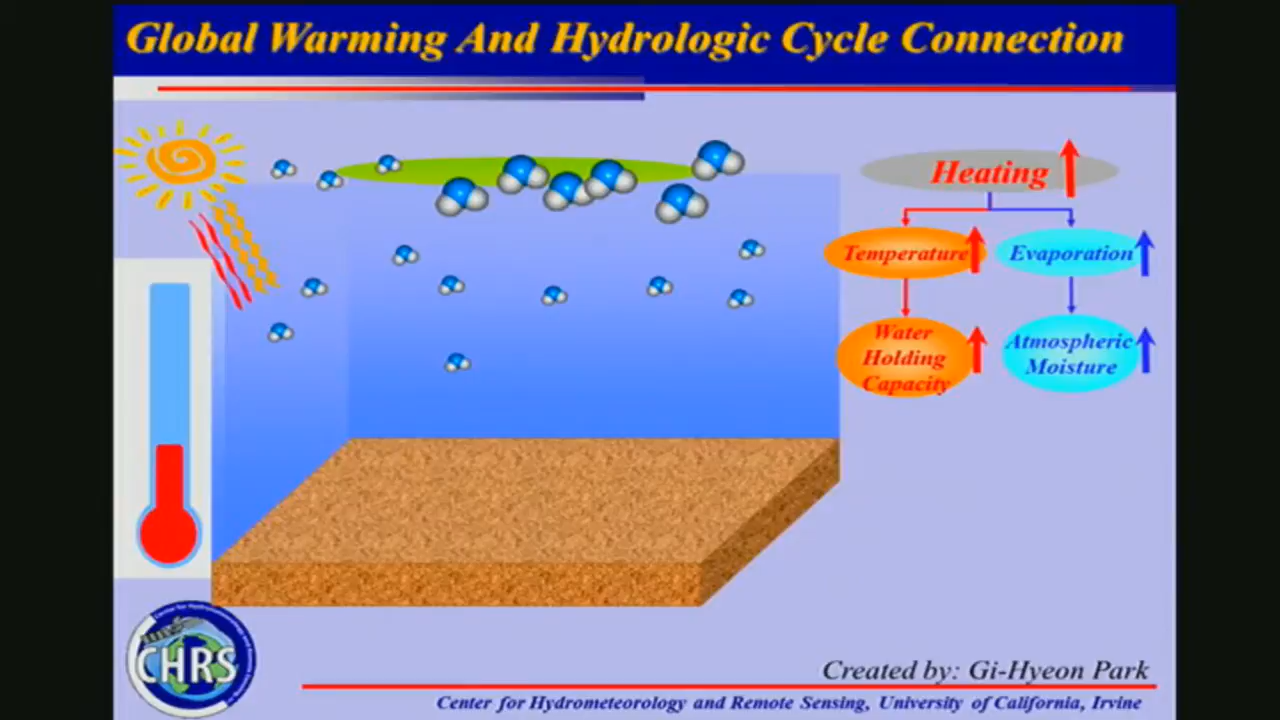 Global Warming And Hydrologic Cycle Connection
Heating
Temperature
Evaporation
Water
Holding
Capacity
Atmospheric
Moisture
CHRS
Created by: Gi-Hyeon Park
Center for Hydrometeorology and Remote Sensing, University of California, Irvine